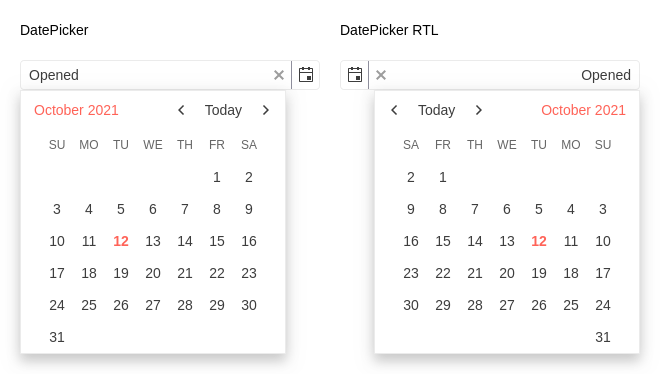 DatePicker
Opened
October 2021 Today
SU MO TU WE TH FR SA
1 2
3 4 5 6 7 8 9
10 11 12 13 14 15 16
17 18 19 20 21 22 23
24 25 26 27 28 29 30
31
DatePicker RTL
Opened
Today October 2021
SA FR TH WE TU MO SU
2 1
9 8 7 6 5 4 3
16 15 14 13 12 11 10
23 22 21 20 19 18 17
30 29 28 27 26 25 24
31